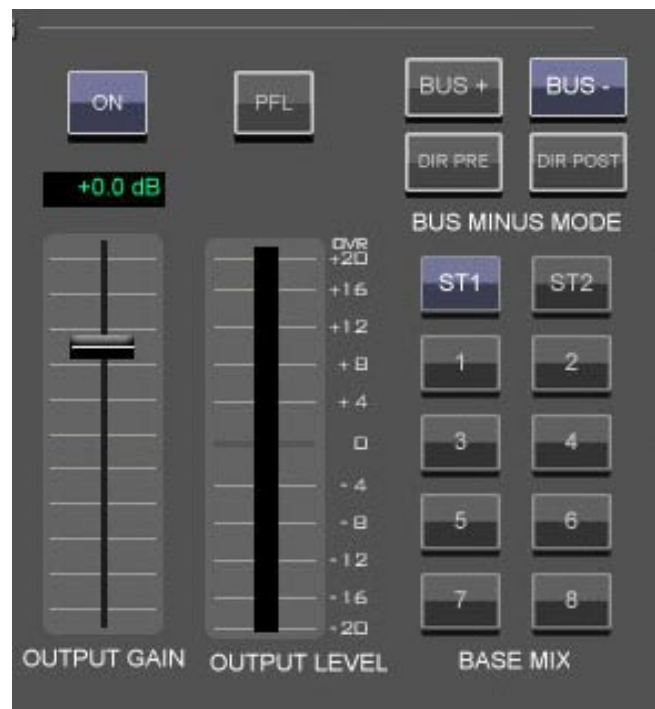 ON
PFL
BUS +
BUS -
DIR PRE
DIR POST
BUS MINUS MODE
+0.0 dB
OVR
+20
+16
+12
+8
+4
0
-4
-8
-12
-16
-20
ST1
ST2
1
2
3
4
5
6
7
8
OUTPUT GAIN
OUTPUT LEVEL
BASE MIX